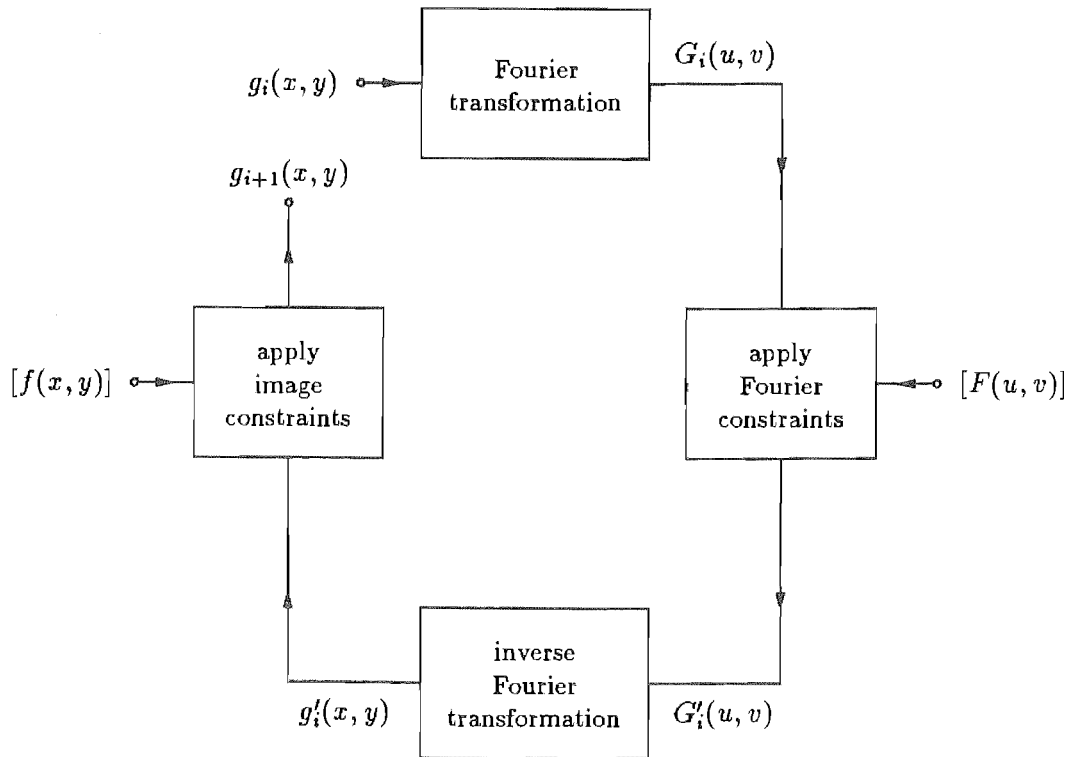 G_i(u, v)
g_i(x, y)
Fourier
transformation
g_{i+1}(x, y)
[f(x, y)]
apply
image
constraints
apply
Fourier
constraints
[F(u, v)]
inverse
Fourier
transformation
g'_i(x, y)
G'_i(u, v)